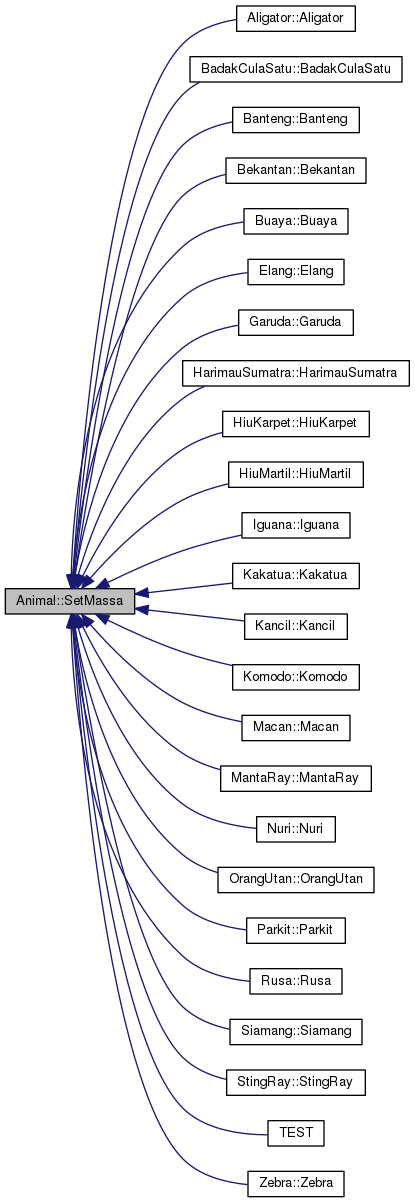 Aligator::Aligator
BadakCulaSatu::BadakCulaSatu
Banteng::Banteng
Bekantan::Bekantan
Buaya::Buaya
Elang::Elang
Garuda::Garuda
HarimauSumatra::HarimauSumatra
HiuKarpet::HiuKarpet
HiuMartil::HiuMartil
Iguana::Iguana
Kakatua::Kakatua
Animal::SetMassa
Kancil::Kancil
Komodo::Komodo
Macan::Macan
MantaRay::MantaRay
Nuri::Nuri
OrangUtan::OrangUtan
Parkit::Parkit
Rusa::Rusa
Siamang::Siamang
StingRay::StingRay
TEST
Zebra::Zebra